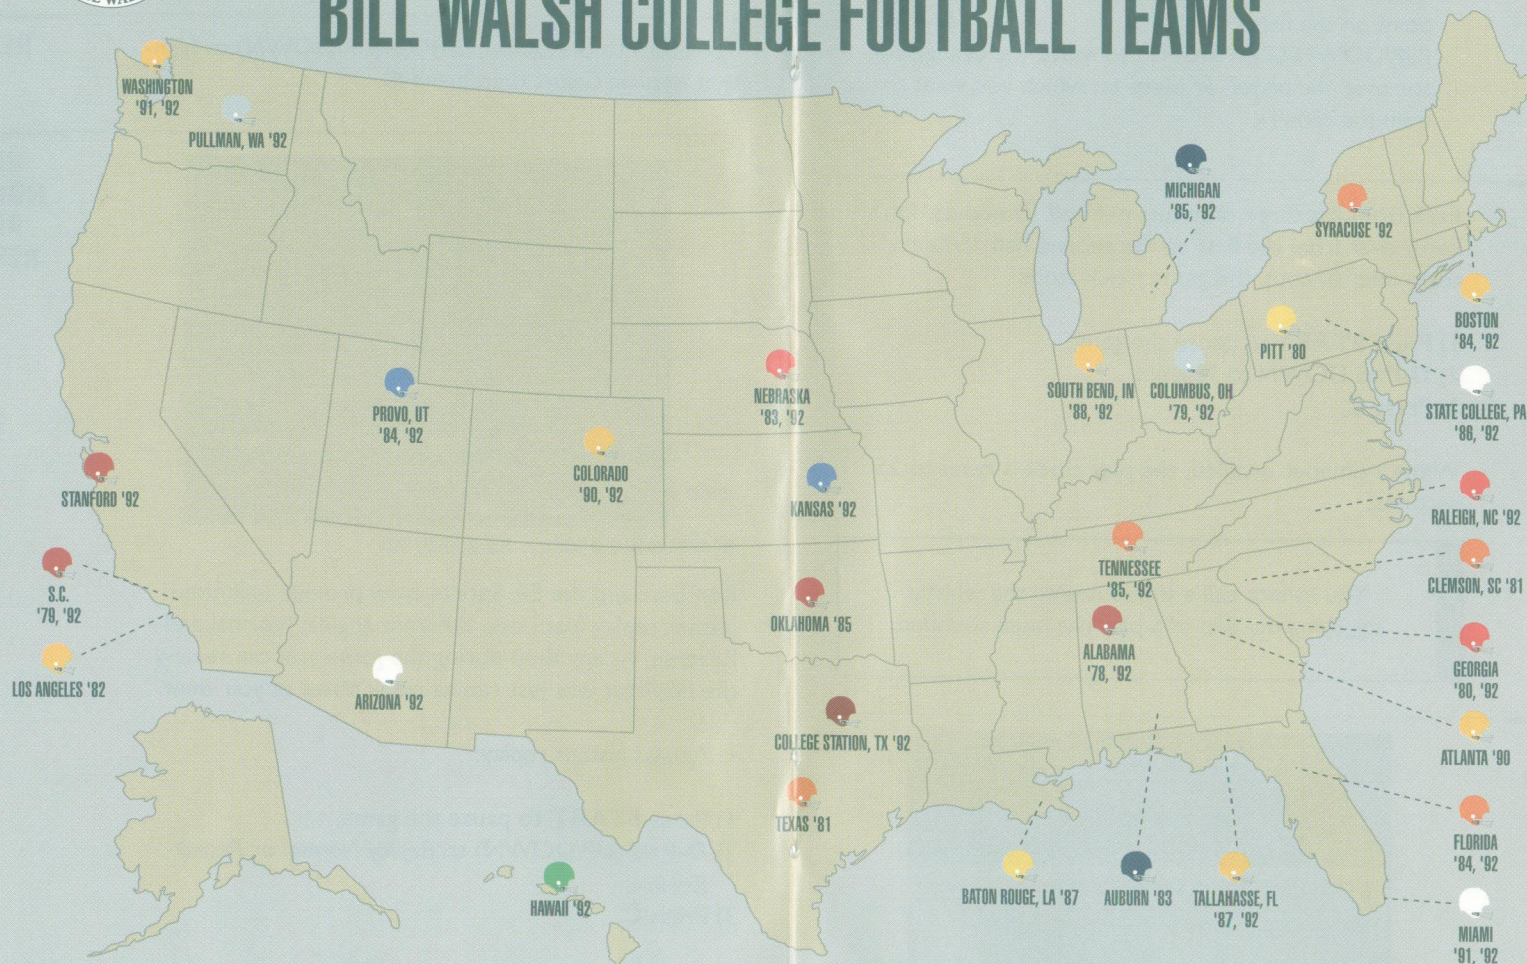 BILL WALSH COLLEGE FOOTBALL TEAMS
WASHINGTON
'91, '92
PULLMAN, WA '92
MICHIGAN
'85, '92
SYRACUSE '92
BOSTON
'84, '92
PITT '80
STATE COLLEGE, PA
'86, '92
SOUTH BEND, IN
'88, '92
COLUMBUS, OH
'79, '92
NEBRASKA
'83, '92
PROVO, UT
'84, '92
COLORADO
'90, '92
STANFORD '92
KANSAS '92
RALEIGH, NC '92
TENNESSEE
'85, '92
CLEMSON, SC '81
S.C.
'79, '92
OKLAHOMA '85
ALABAMA
'78, '92
GEORGIA
'80, '92
LOS ANGELES '82
ARIZONA '92
COLLEGE STATION, TX '92
ATLANTA '90
TEXAS '81
FLORIDA
'84, '92
HAWAII '92
BATON ROUGE, LA '87
AUBURN '83
TALLAHASSE, FL
'87, '92
MIAMI
'91, '92